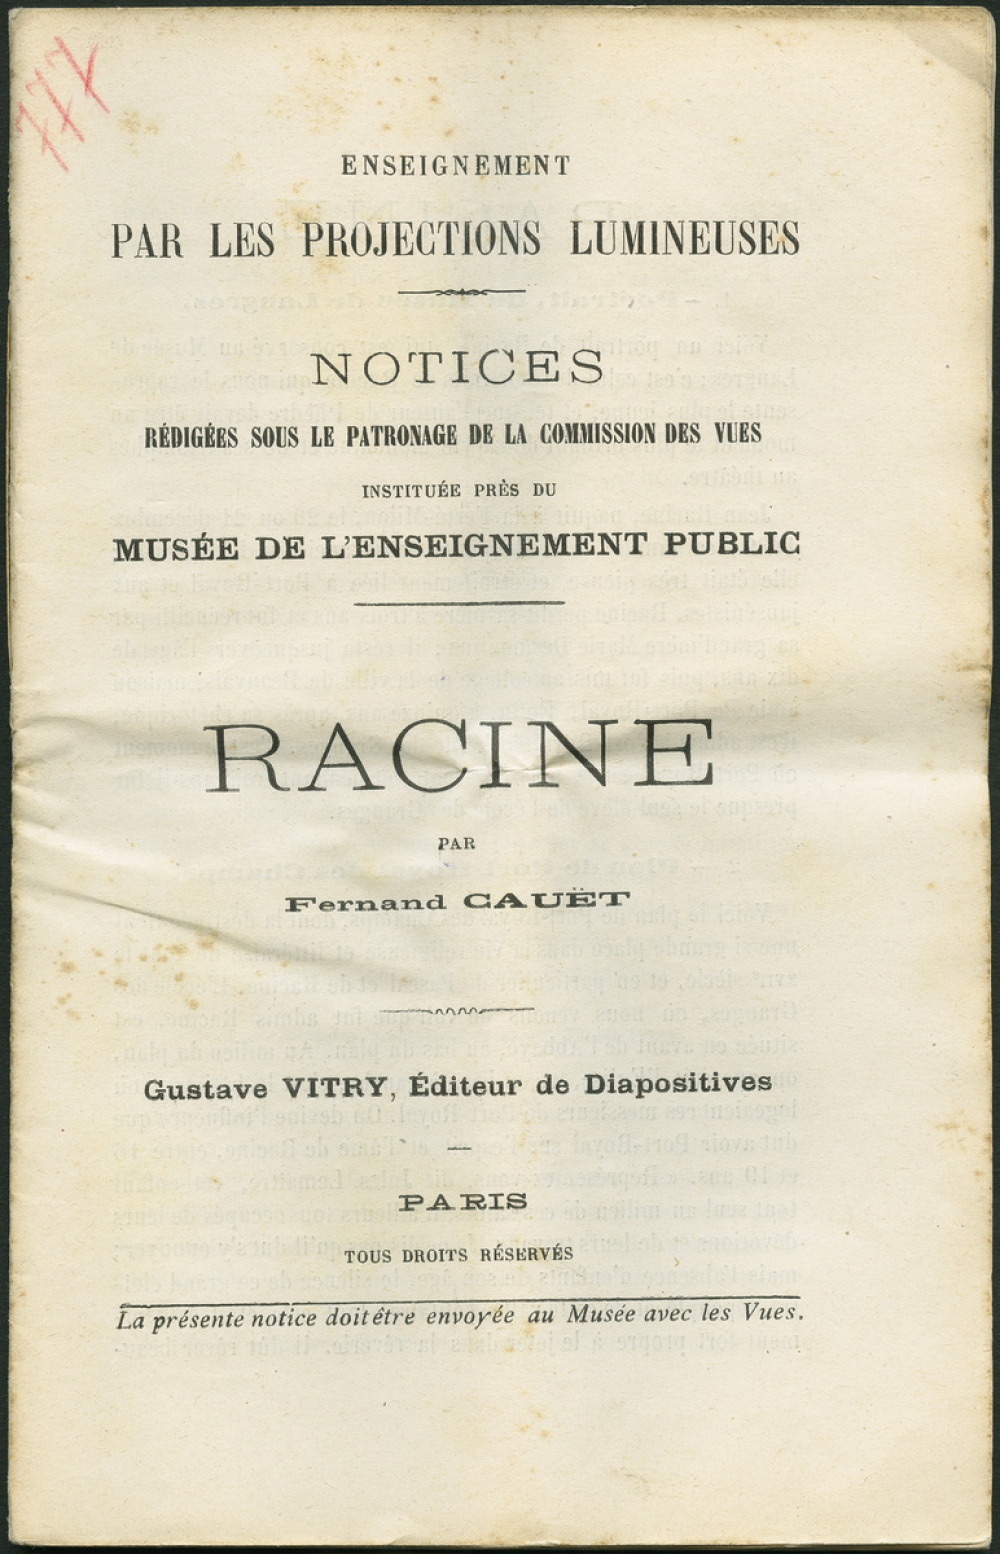 777
ENSEIGNEMENT
PAR LES PROJECTIONS LUMINEUSES
NOTICES
RÉDIGÉES SOUS LE PATRONAGE DE LA COMMISSION DES VUES
INSTITUÉE PRÈS DU
MUSÉE DE L'ENSEIGNEMENT PUBLIC
RACINE
PAR
Fernand CAUËT
Gustave VITRY, Éditeur de Diapositives
—
PARIS
TOUS DROITS RÉSERVÉS
La présente notice doit être envoyée au Musée avec les Vues.